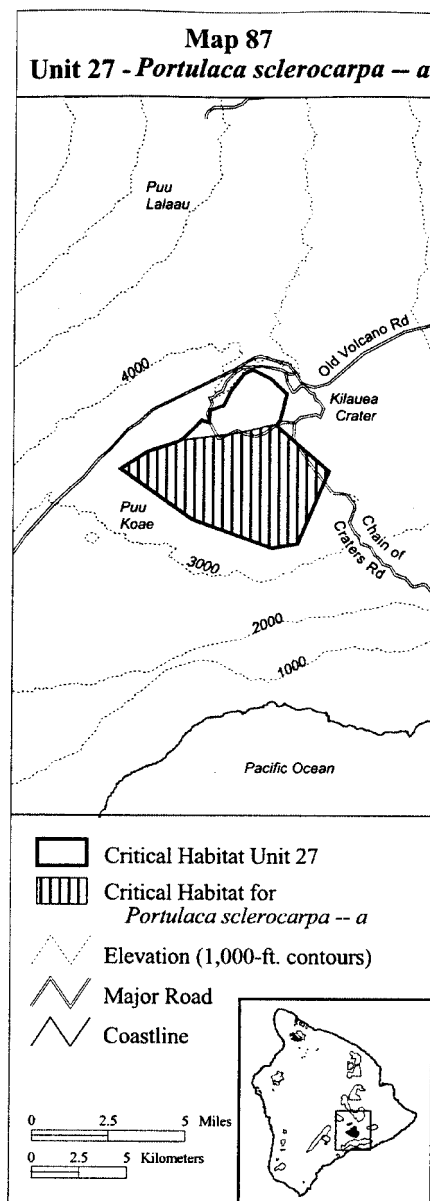 Map 87
Unit 27 - Portulaca sclerocarpa -- a
Puu
Lalaau
Old Volcano Rd
4000
Kilauea
Crater
Puu
Koae
Chain of
Craters Rd
3000
2000
1000
Pacific Ocean
Critical Habitat Unit 27
Critical Habitat for
Portulaca sclerocarpa -- a
Elevation (1,000-ft. contours)
Major Road
Coastline
0 2.5 5 Miles
0 2.5 5 Kilometers